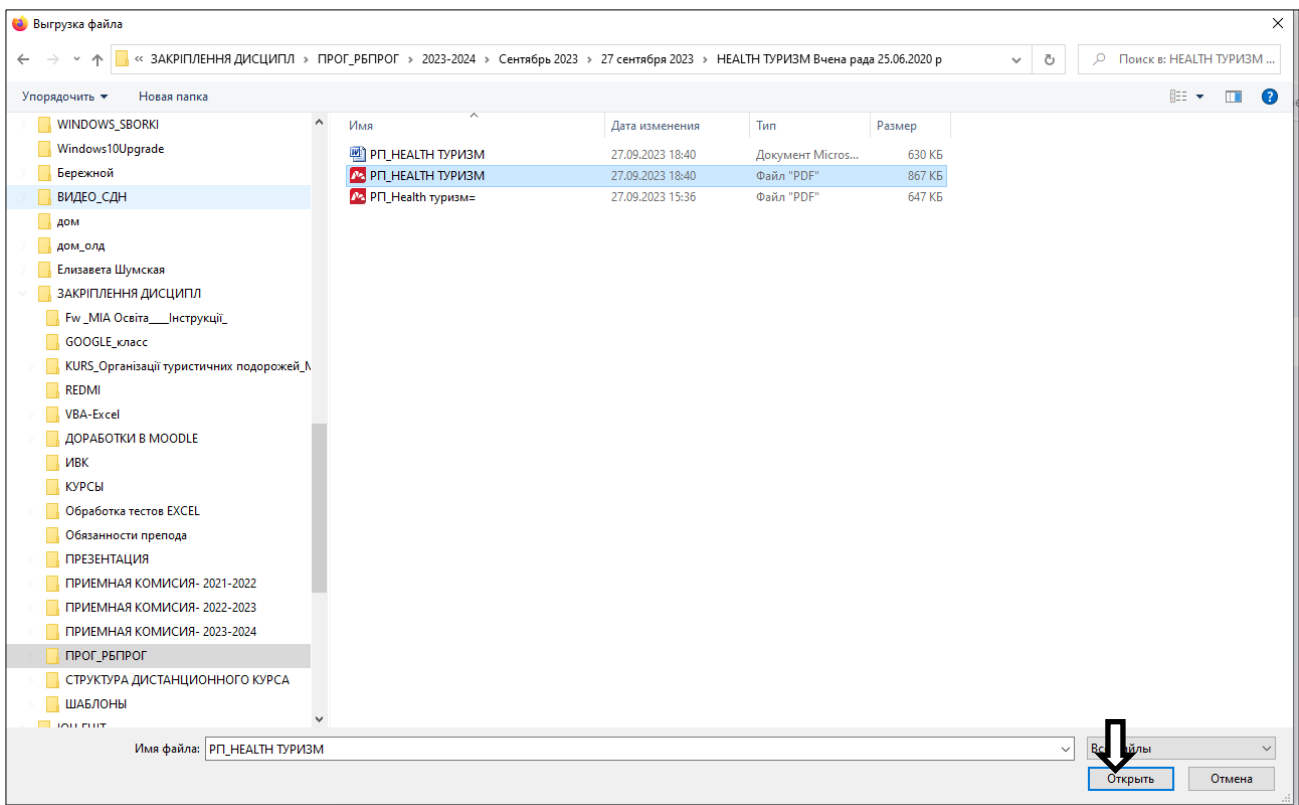 Выгрузка файла
« ЗАКРІПЛЕННЯ ДИСЦИПЛ › ПРОГ_РБПРОГ › 2023-2024 › Сентябрь 2023 › 27 сентября 2023 › HEALTH ТУРИЗМ Вчена рада 25.06.2020 р
Поиск в: HEALTH ТУРИЗМ ...
Упорядочить Новая папка
Имя Дата изменения Тип Размер
РП_HEALTH ТУРИЗМ 27.09.2023 18:40 Документ Micros... 630 КБ
РП_HEALTH ТУРИЗМ 27.09.2023 18:40 Файл "PDF" 867 КБ
РП_Health туризм= 27.09.2023 15:36 Файл "PDF" 647 КБ
WINDOWS_SBORKI
Windows10Upgrade
Бережной
ВИДЕО_СДН
дом
дом_олд
Елизавета Шумская
ЗАКРІПЛЕННЯ ДИСЦИПЛ
Fw _МІА Освіта___Інструкції_
GOOGLE_класс
KURS_Організації туристичних подорожей_М
REDMI
VBA-Excel
ДОРАБОТКИ В MOODLE
ИВК
КУРСЫ
Обработка тестов EXCEL
Обязанности препода
ПРЕЗЕНТАЦИЯ
ПРИЕМНАЯ КОМИСИЯ- 2021-2022
ПРИЕМНАЯ КОМИСИЯ- 2022-2023
ПРИЕМНАЯ КОМИСИЯ- 2023-2024
ПРОГ_РБПРОГ
СТРУКТУРА ДИСТАНЦИОННОГО КУРСА
ШАБЛОНЫ
Имя файла: РП_HEALTH ТУРИЗМ
Все файлы
Открыть Отмена